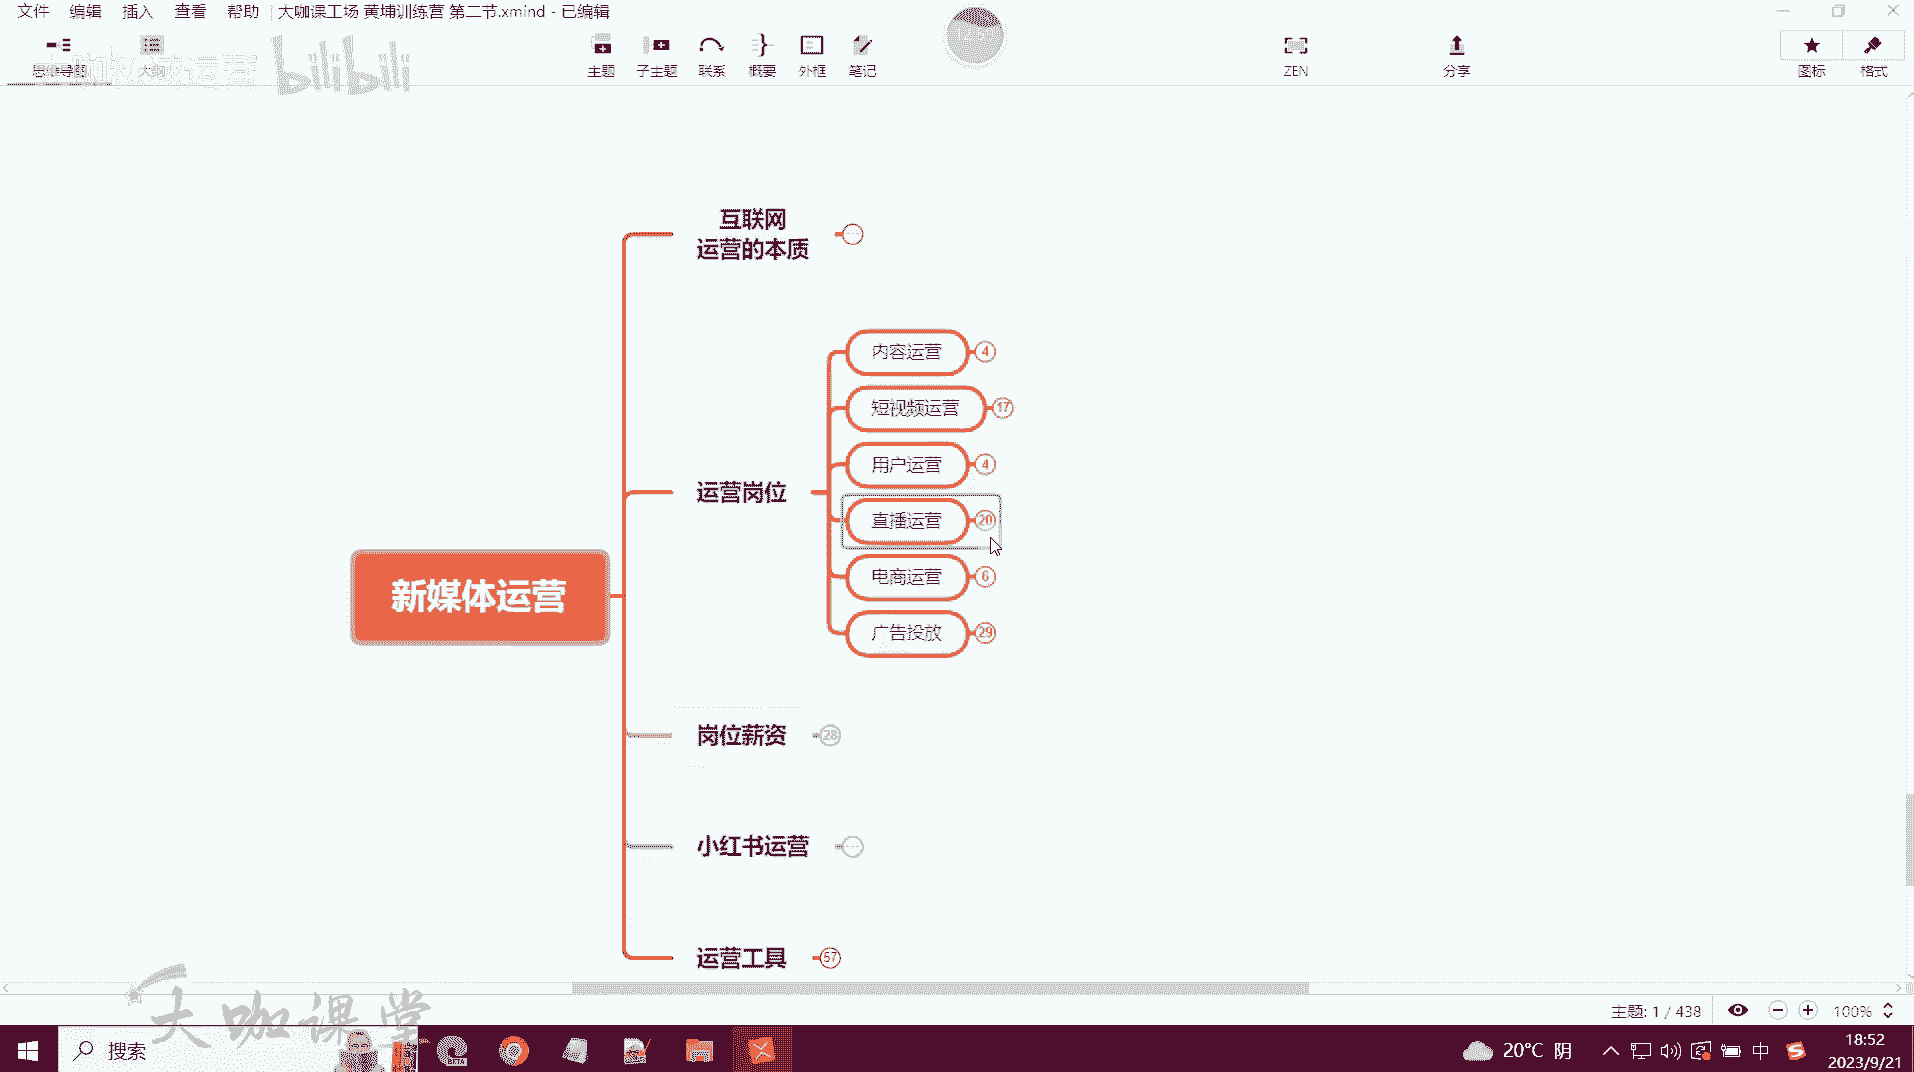 文件 编辑 插入 查看 帮助 大咖课工场 黄埔训练营 第二节.xmind - 已编辑
思维导图 大纲 主题 子主题 联系 概要 外框 笔记 ZEN 分享 图标 格式
bilibili
互联网
运营的本质
内容运营 4
短视频运营 17
用户运营 4
运营岗位
直播运营 20
电商运营 6
新媒体运营
广告投放 29
岗位薪资 28
小红书运营
运营工具 57
大咖课堂
主题: 1 / 438 100%
搜索 BETA 20°C 阴 中 18:52
2023/9/21